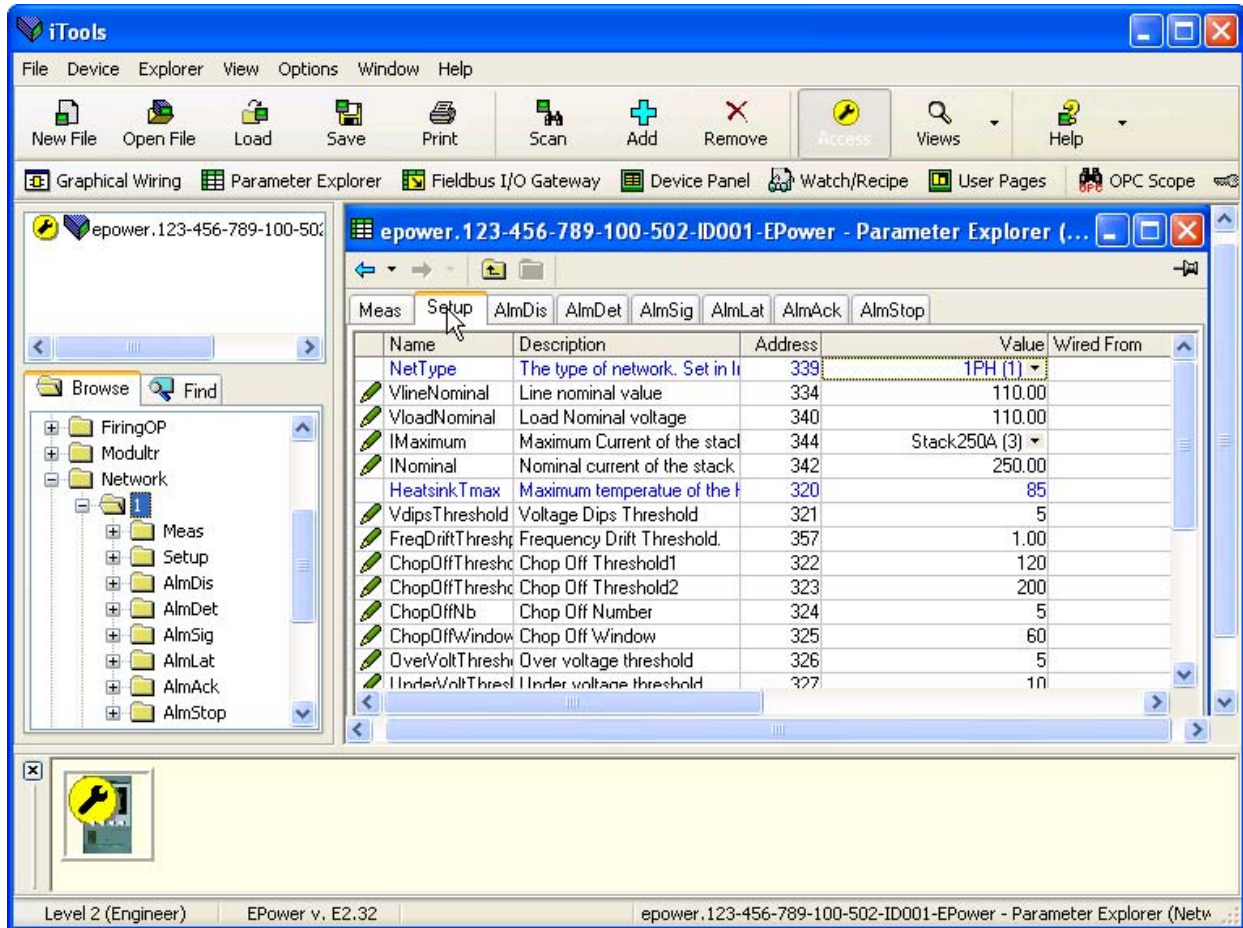 iTools
File Device Explorer View Options Window Help
New File Open File Load Save Print Scan Add Remove Access Views Help
Graphical Wiring Parameter Explorer Fieldbus I/O Gateway Device Panel Watch/Recipe User Pages OPC Scope
epower.123-456-789-100-502
epower.123-456-789-100-502-ID001-EPower - Parameter Explorer (...
Meas Setup AlmDis AlmDet AlmSig AlmLat AlmAck AlmStop
Name Description Address Value Wired From
NetType The type of network. Set in 339 1PH (1)
VlineNominal Line nominal value 334 110.00
VloadNominal Load Nominal voltage 340 110.00
IMaximum Maximum Current of the stacl 344 Stack250A (3)
INominal Nominal current of the stack 342 250.00
HeatsinkTmax Maximum temperatue of the 320 85
VdipsThreshold Voltage Dips Threshold 321 5
FreqDriftThresh Frequency Drift Threshold. 357 1.00
ChopOffThresho Chop Off Threshold1 322 120
ChopOffThresho Chop Off Threshold2 323 200
ChopOffNb Chop Off Number 324 5
ChopOffWindow Chop Off Window 325 60
OverVoltThresh Over voltage threshold 326 5
UnderVoltThresl Under voltage threshold 327 10
Browse Find
FiringOP
Modultr
Network
1
Meas
Setup
AlmDis
AlmDet
AlmSig
AlmLat
AlmAck
AlmStop
Level 2 (Engineer) EPower v. E2.32 epower.123-456-789-100-502-ID001-EPower - Parameter Explorer (Netw